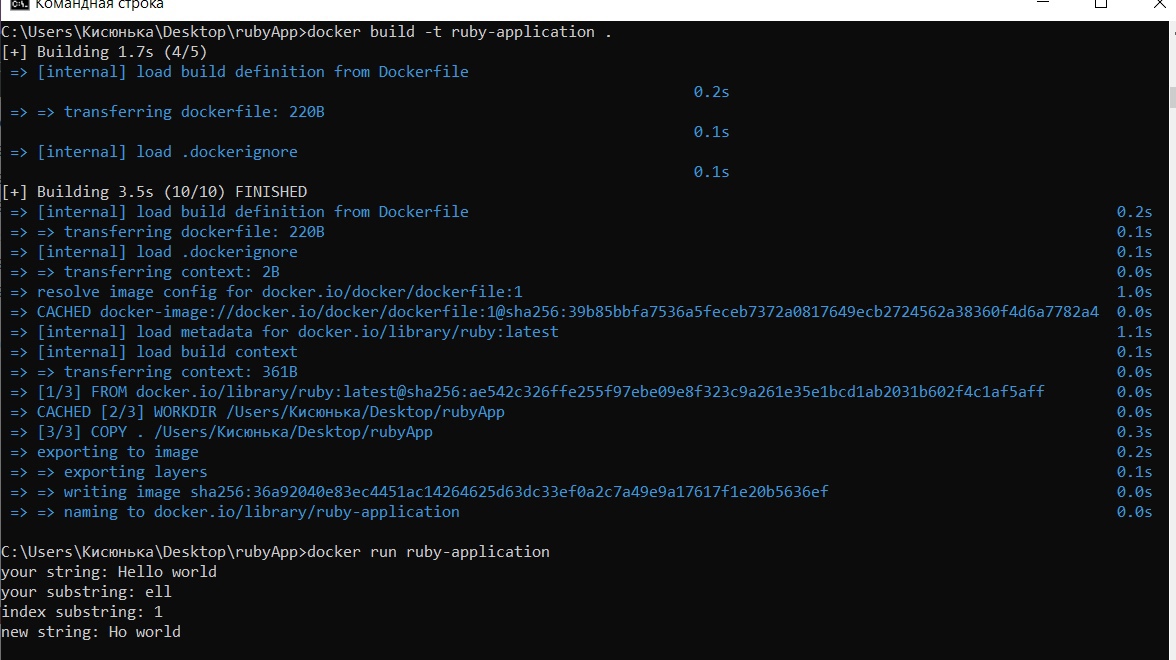 Командная строка
C:\Users\Кисюнька\Desktop\rubyApp>docker build -t ruby-application .
[+] Building 1.7s (4/5)
=> [internal] load build definition from Dockerfile
0.2s
=> => transferring dockerfile: 220B
0.1s
=> [internal] load .dockerignore
0.1s
[+] Building 3.5s (10/10) FINISHED
=> [internal] load build definition from Dockerfile 0.2s
=> => transferring dockerfile: 220B 0.1s
=> [internal] load .dockerignore 0.1s
=> => transferring context: 2B 0.0s
=> resolve image config for docker.io/docker/dockerfile:1 1.0s
=> CACHED docker-image://docker.io/docker/dockerfile:1@sha256:39b85bbfa7536a5feceb7372a0817649ecb2724562a38360f4d6a7782a4 0.0s
=> [internal] load metadata for docker.io/library/ruby:latest 1.1s
=> [internal] load build context 0.1s
=> => transferring context: 361B 0.0s
=> [1/3] FROM docker.io/library/ruby:latest@sha256:ae542c326ffe255f97ebe09e8f323c9a261e35e1bcd1ab2031b602f4c1af5aff 0.0s
=> CACHED [2/3] WORKDIR /Users/Кисюнька/Desktop/rubyApp 0.0s
=> [3/3] COPY . /Users/Кисюнька/Desktop/rubyApp 0.3s
=> exporting to image 0.2s
=> => exporting layers 0.1s
=> => writing image sha256:36a92040e83ec4451ac14264625d63dc33ef0a2c7a49e9a17617f1e20b5636ef 0.0s
=> => naming to docker.io/library/ruby-application 0.0s
C:\Users\Кисюнька\Desktop\rubyApp>docker run ruby-application
your string: Hello world
your substring: ell
index substring: 1
new string: Ho world